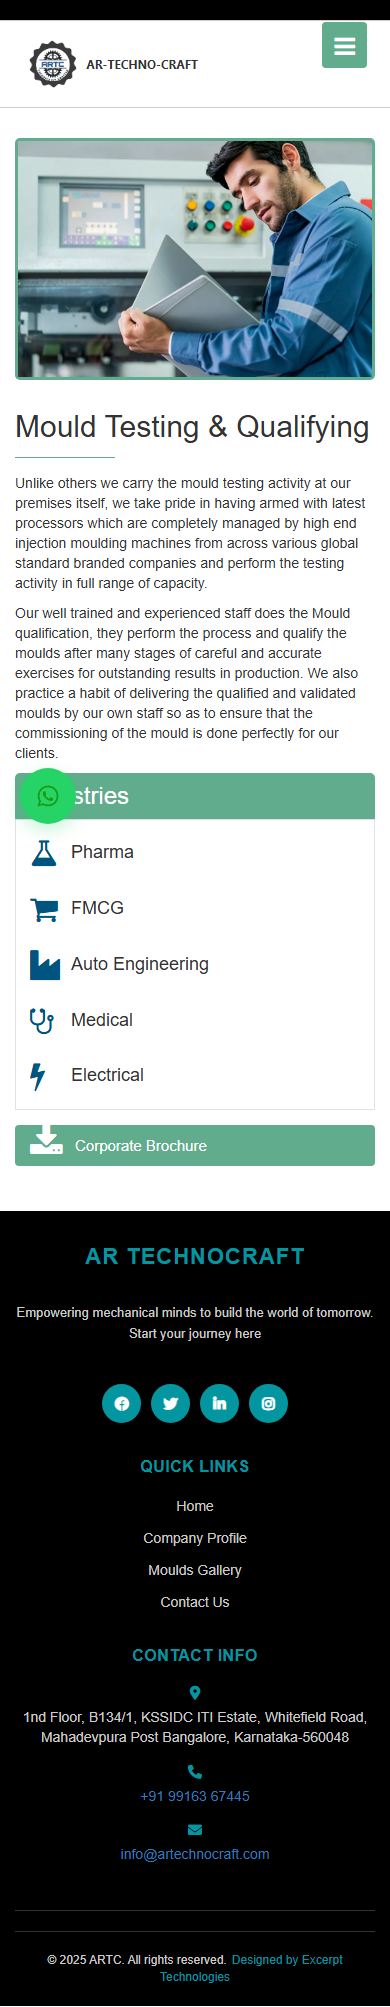 ARTC
AR-TECHNO-CRAFT
Mould Testing & Qualifying
Unlike others we carry the mould testing activity at our
premises itself, we take pride in having armed with latest
processors which are completely managed by high end
injection moulding machines from across various global
standard branded companies and perform the testing
activity in full range of capacity.
Our well trained and experienced staff does the Mould
qualification, they perform the process and qualify the
moulds after many stages of careful and accurate
exercises for outstanding results in production. We also
practice a habit of delivering the qualified and validated
moulds by our own staff so as to ensure that the
commissioning of the mould is done perfectly for our
clients.
stries
Pharma
FMCG
Auto Engineering
Medical
Electrical
Corporate Brochure
AR TECHNOCRAFT
Empowering mechanical minds to build the world of tomorrow.
Start your journey here
QUICK LINKS
Home
Company Profile
Moulds Gallery
Contact Us
CONTACT INFO
1nd Floor, B134/1, KSSIDC ITI Estate, Whitefield Road,
Mahadevpura Post Bangalore, Karnataka-560048
+91 99163 67445
info@artechnocraft.com
© 2025 ARTC. All rights reserved. Designed by Excerpt
Technologies